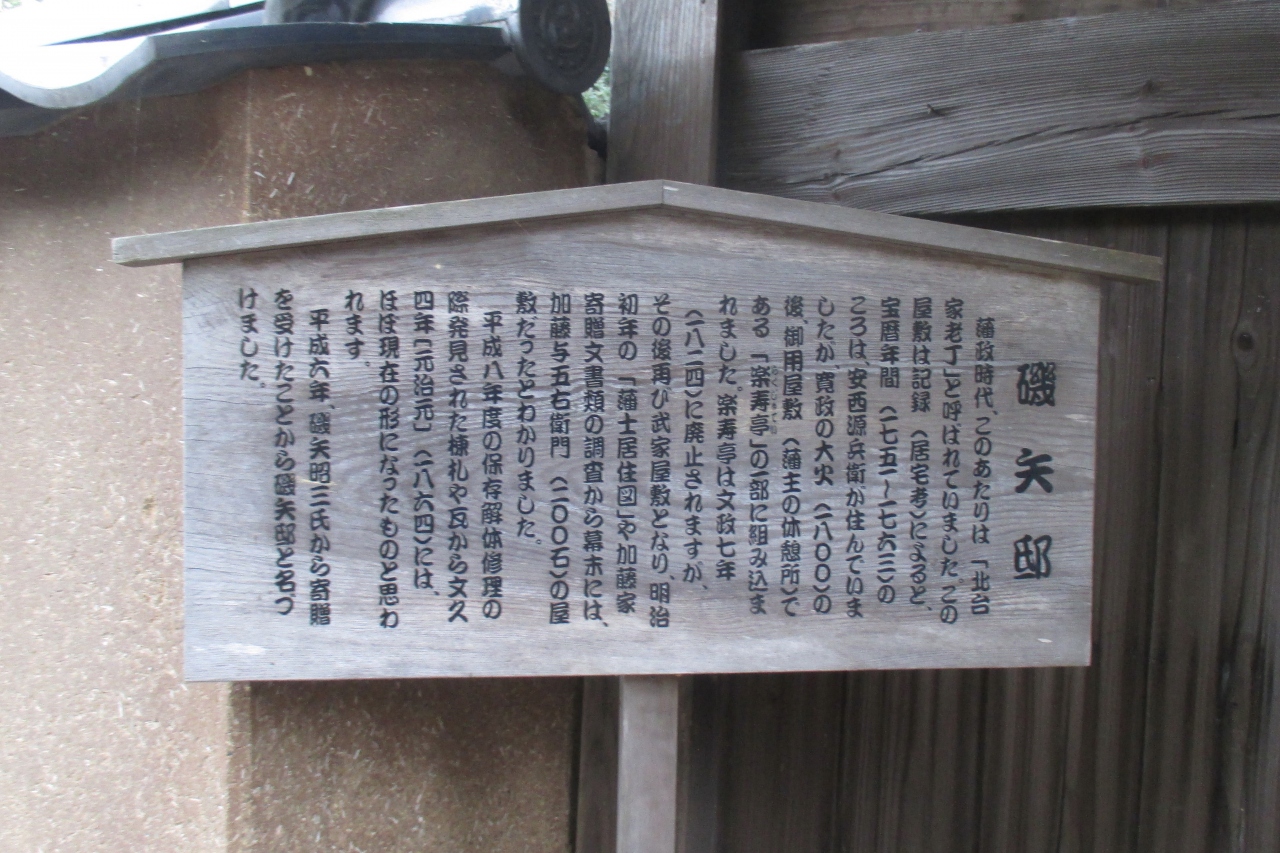 磯矢邸
藩政時代、このあたりは「北台
家老丁」と呼ばれていました。この
屋敷は記録（居宅考）によると、
宝暦年間（一七五二～一七六三）の
ころは、安西源兵衛が住んでいま
したが、寛政の大火（一八〇〇）の
後、御用屋敷（藩主の休憩所）で
ある「楽寿亭」の一部に組み込ま
れました。楽寿亭は文政七年
（一八二四）に廃止されますが、
その後再び武家屋敷となり、明治
初年の「藩士居住図」や加藤家
寄贈文書類の調査から幕末には、
加藤与五右衛門（二〇〇石）の屋
敷だったとわかりました。
平成八年度の保存解体修理の
際発見された棟札や瓦から文久
四年「元治元」（一八六四）には、
ほぼ現在の形になったものと思わ
れます。
平成六年、磯矢昭三氏から寄贈
を受けたことから磯矢邸と名づ
けました。